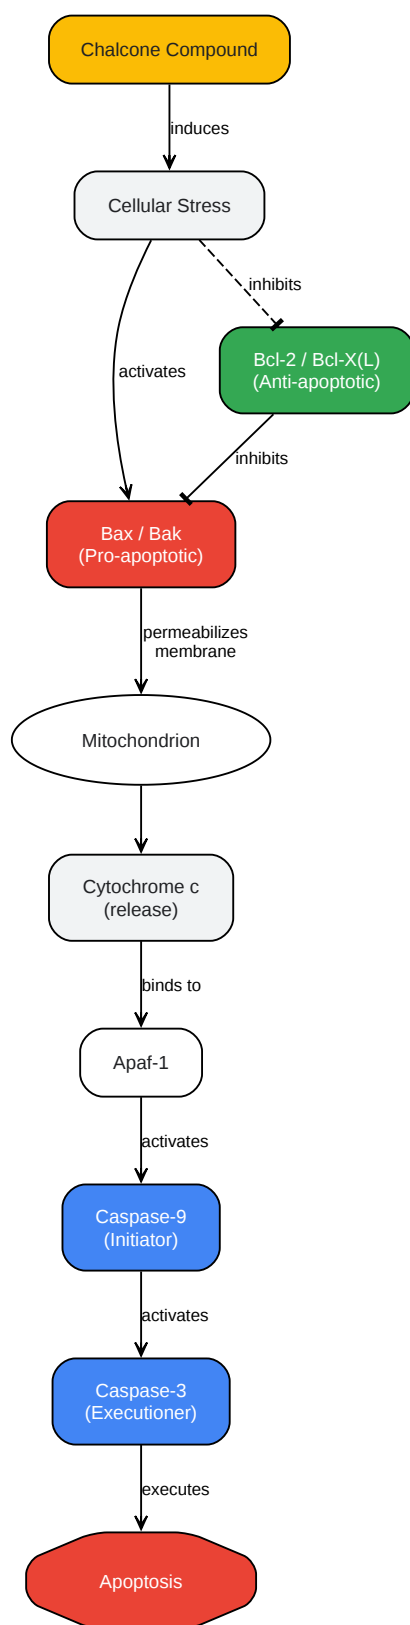 Chalcone Compound
induces
Cellular Stress
inhibits
Bcl-2 / Bcl-X(L)
(Anti-apoptotic)
activates
inhibits
Bax / Bak
(Pro-apoptotic)
permeabilizes
membrane
Mitochondrion
Cytochrome c
(release)
binds to
Apaf-1
activates
Caspase-9
(Initiator)
activates
Caspase-3
(Executioner)
executes
Apoptosis